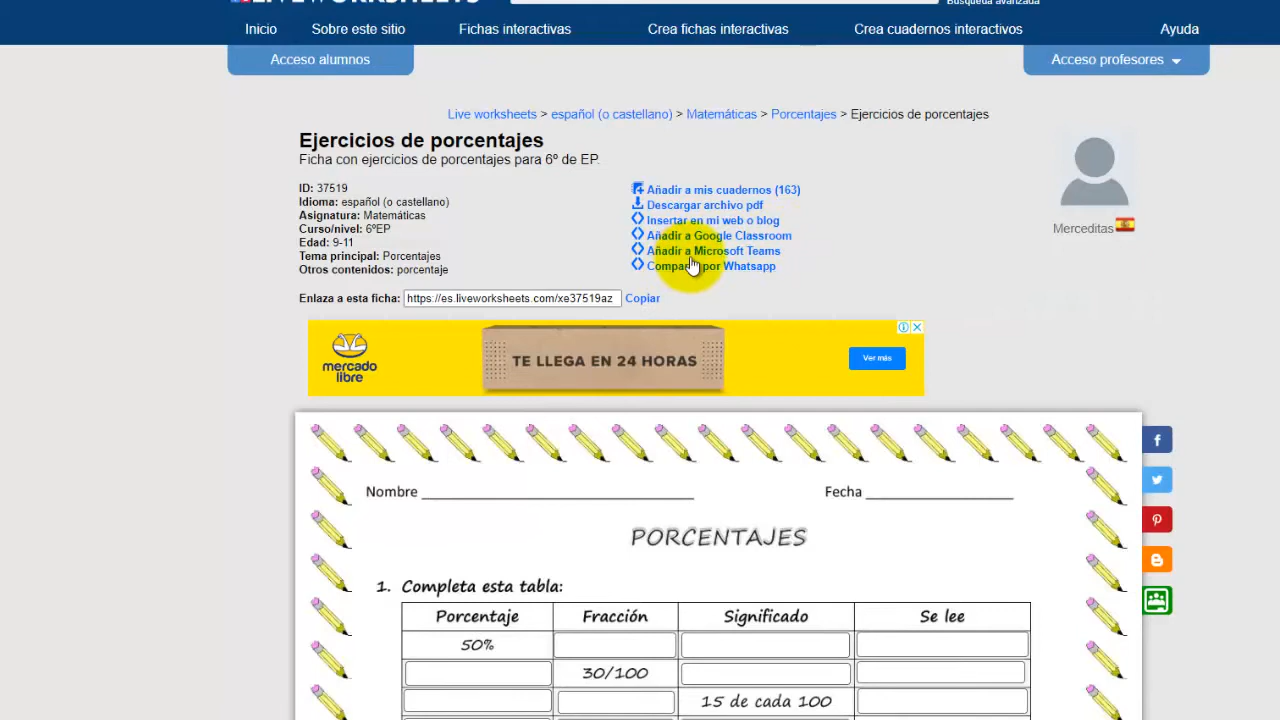 LIVEWORKSHEETS
Búsqueda avanzada
Inicio Sobre este sitio Fichas interactivas Crea fichas interactivas Crea cuadernos interactivos Ayuda
Acceso alumnos Acceso profesores
Live worksheets > español (o castellano) > Matemáticas > Porcentajes > Ejercicios de porcentajes
Ejercicios de porcentajes
Ficha con ejercicios de porcentajes para 6º de EP.
ID: 37519
Idioma: español (o castellano)
Asignatura: Matemáticas
Curso/nivel: 6ºEP
Edad: 9-11
Tema principal: Porcentajes
Otros contenidos: porcentaje
Añadir a mis cuadernos (163)
Descargar archivo pdf
Insertar en mi web o blog
Añadir a Google Classroom
Añadir a Microsoft Teams
Compartir por Whatsapp
Merceditas
Enlaza a esta ficha: https://es.liveworksheets.com/xe37519az Copiar
mercado libre
TE LLEGA EN 24 HORAS
Ver más
Nombre Fecha
PORCENTAJES
1. Completa esta tabla:
Porcentaje Fracción Significado Se lee
50%
30/100
15 de cada 100